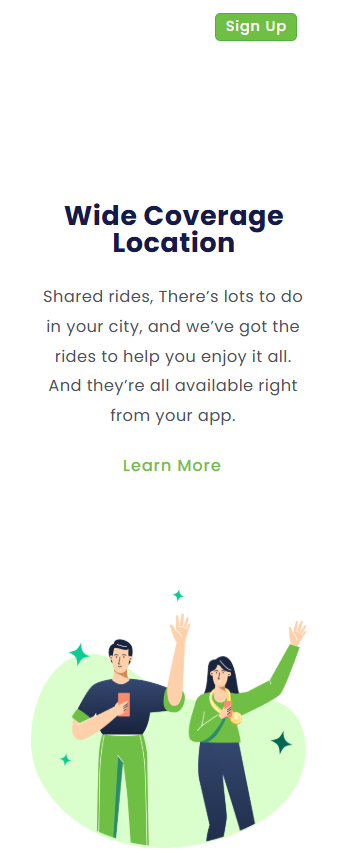 Sign Up
Wide Coverage
Location
Shared rides, There’s lots to do
in your city, and we’ve got the
rides to help you enjoy it all.
And they’re all available right
from your app.
Learn More